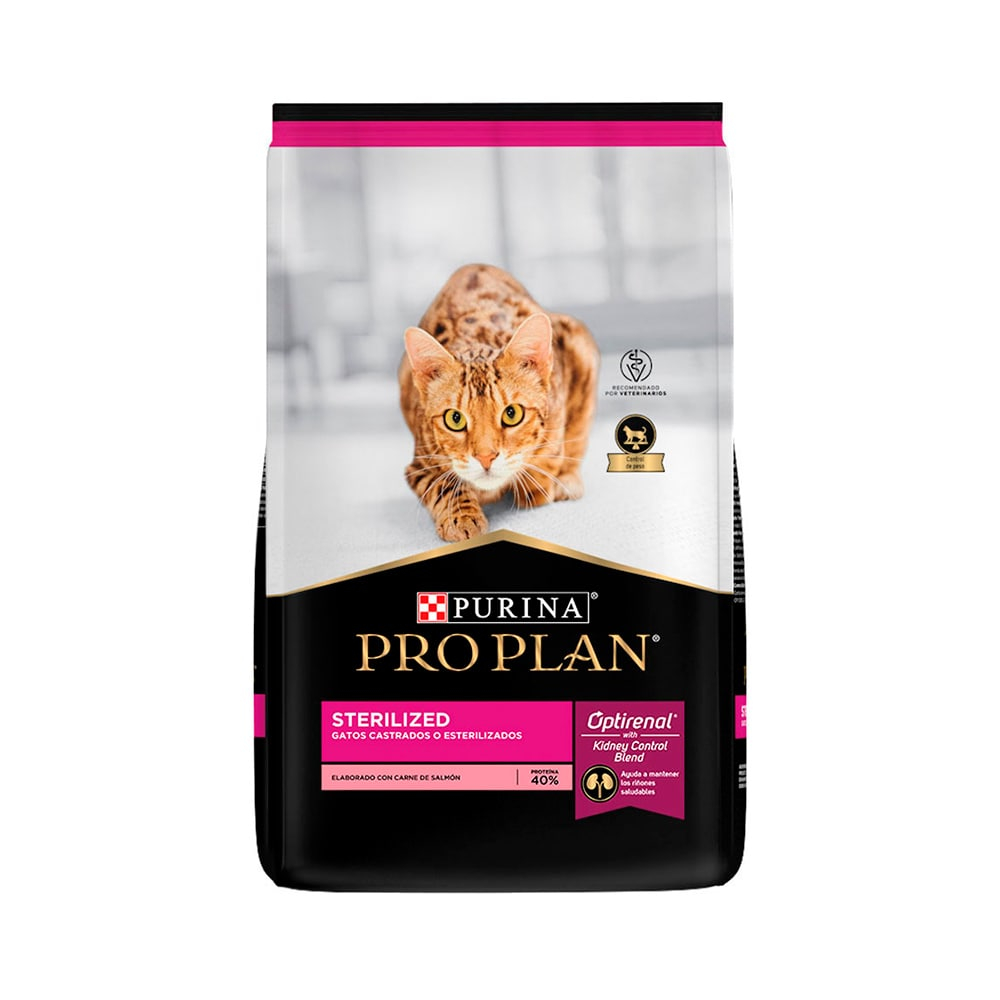 RECOMENDADO
POR VETERINARIOS
Control
de peso
PURINA®
PRO PLAN®
STERILIZED
GATOS CASTRADOS O ESTERILIZADOS
ELABORADO CON CARNE DE SALMÓN
PROTEÍNA
40%
Optirenal®
with
Kidney Control
Blend
Ayuda a mantener
los riñones
saludables